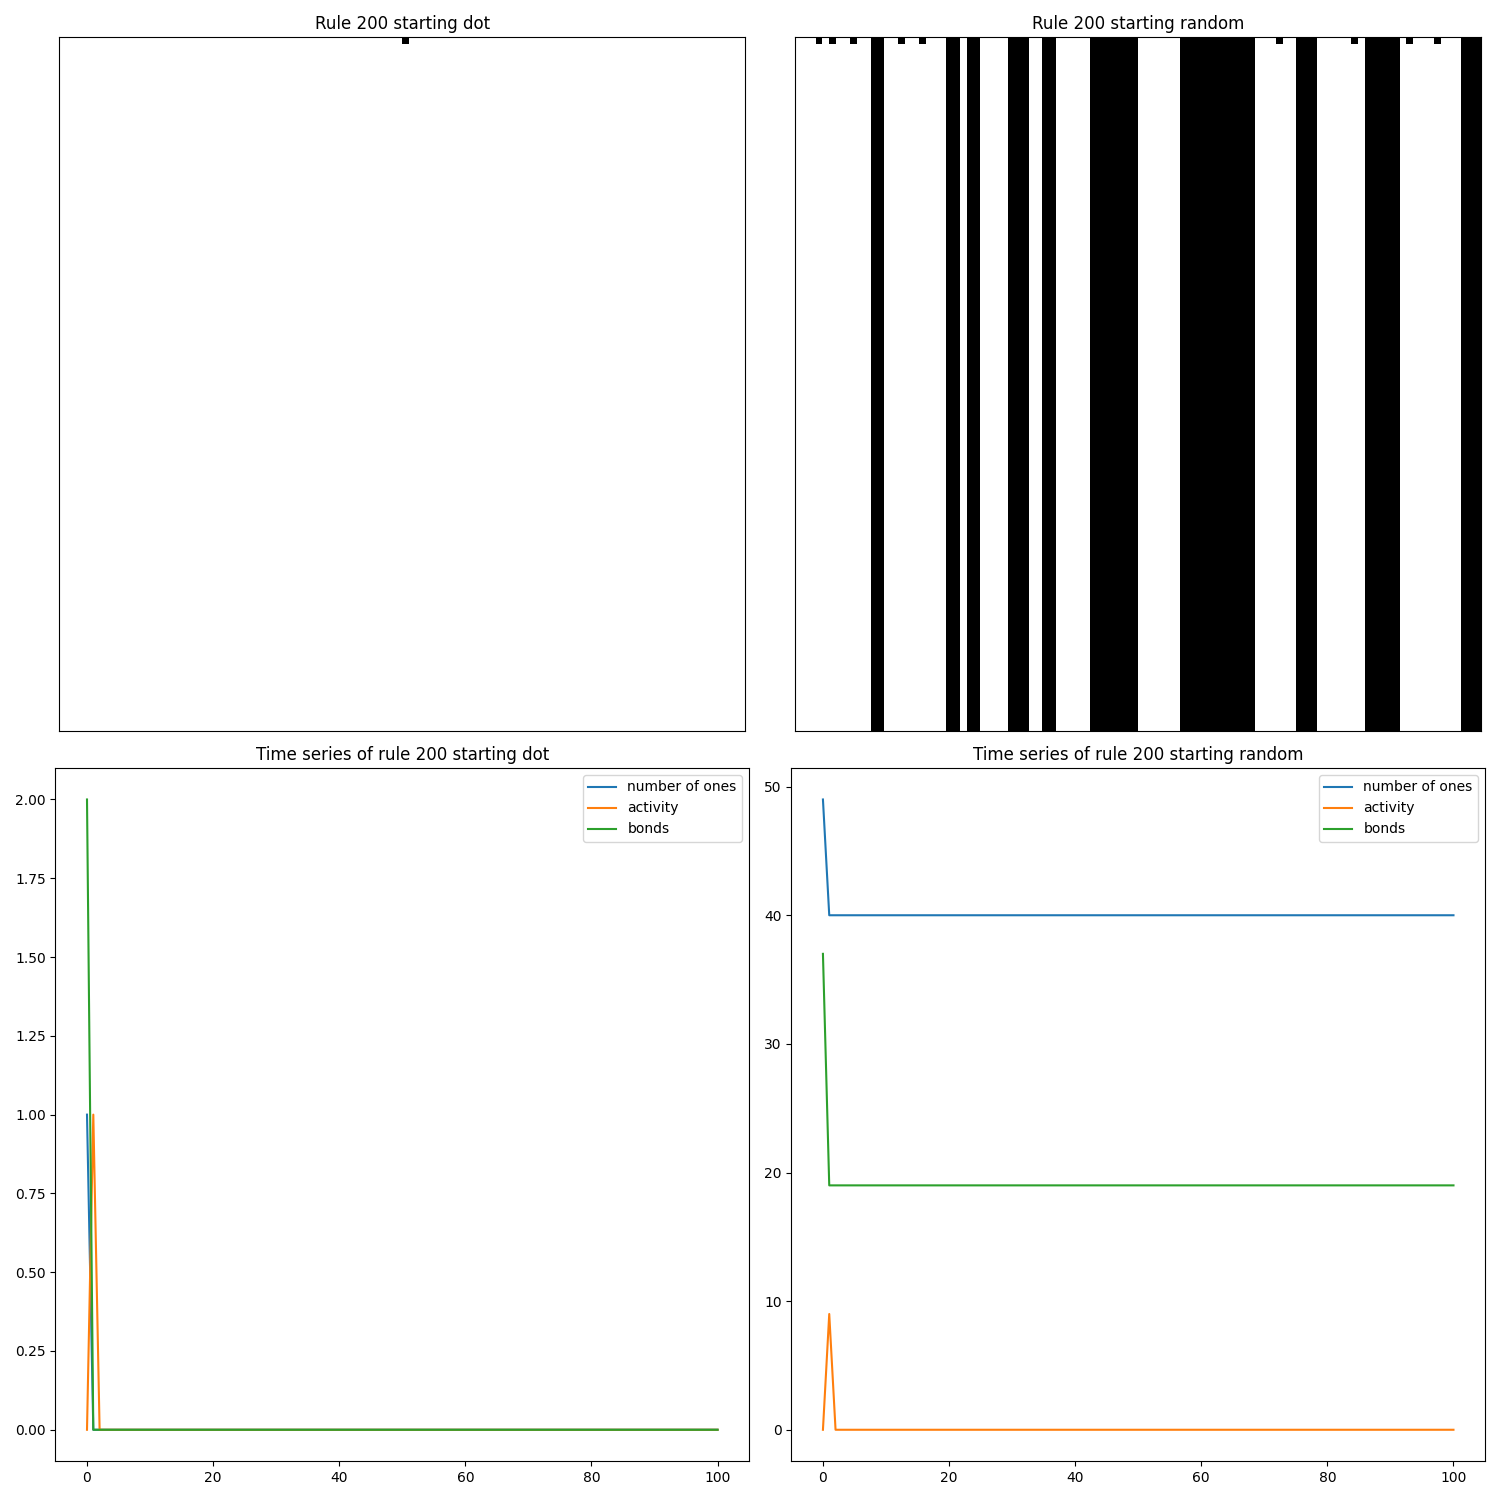 Rule 200 starting dot
Rule 200 starting random
Time series of rule 200 starting dot
number of ones
activity
bonds
2.00
1.75
1.50
1.25
1.00
0.75
0.50
0.25
0.00
0 20 40 60 80 100
Time series of rule 200 starting random
number of ones
activity
bonds
50
40
30
20
10
0
0 20 40 60 80 100